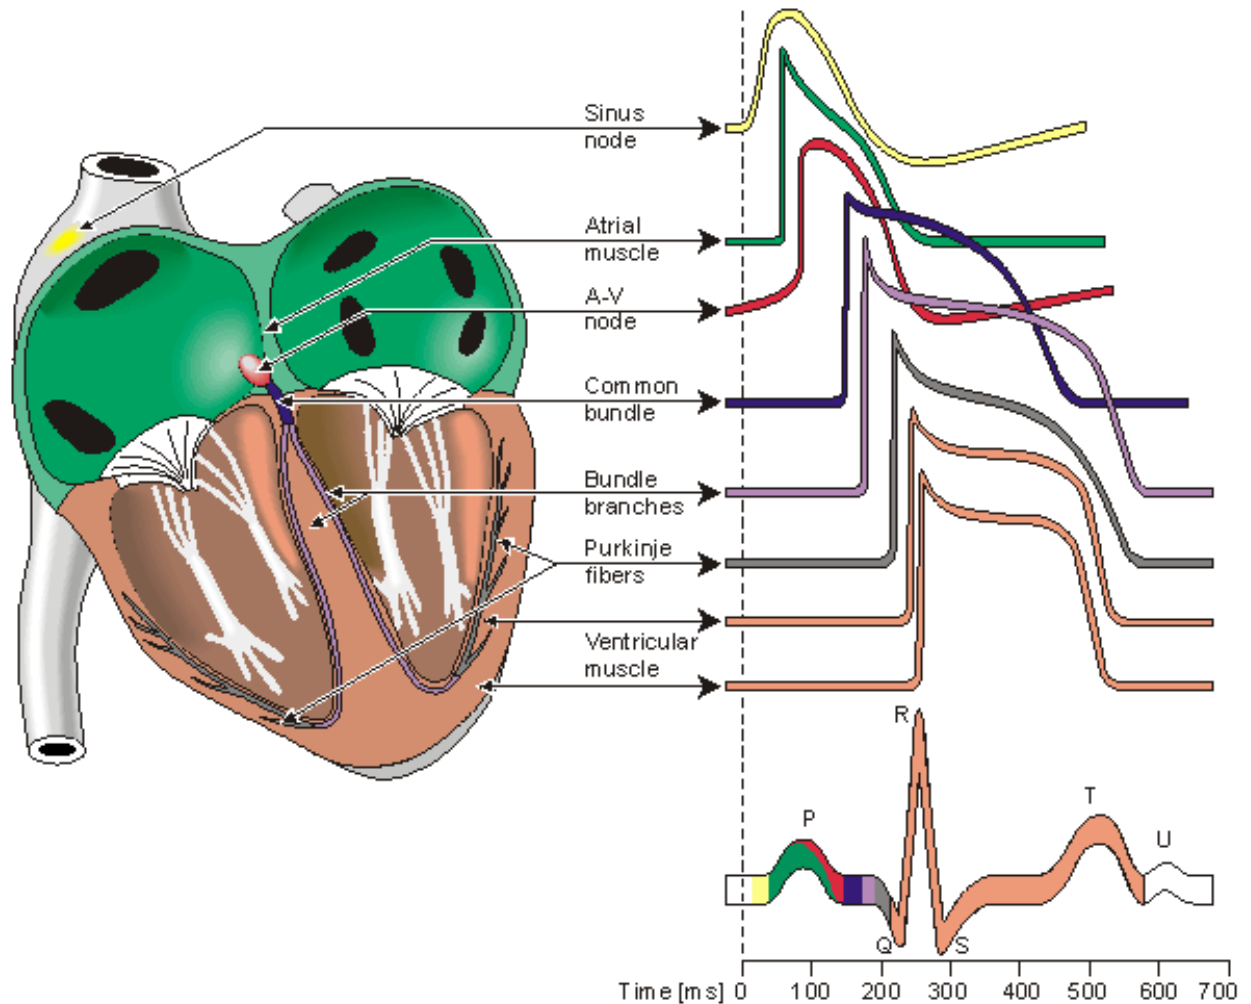 Sinus
node
Atrial
muscle
A-V
node
Common
bundle
Bundle
branches
Purkinje
fibers
Ventricular
muscle
R
P
T
U
Q
S
Time [ms] 0 100 200 300 400 500 600 700